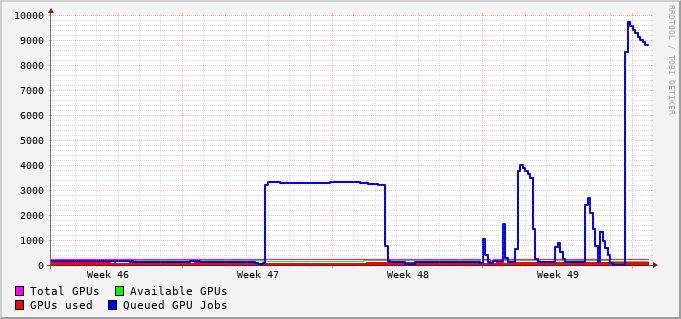 10000
9000
8000
7000
6000
5000
4000
3000
2000
1000
0
Week 46 Week 47 Week 48 Week 49
Total GPUs Available GPUs
GPUs used Queued GPU Jobs
RRDTOOL / TOBI OETIKER